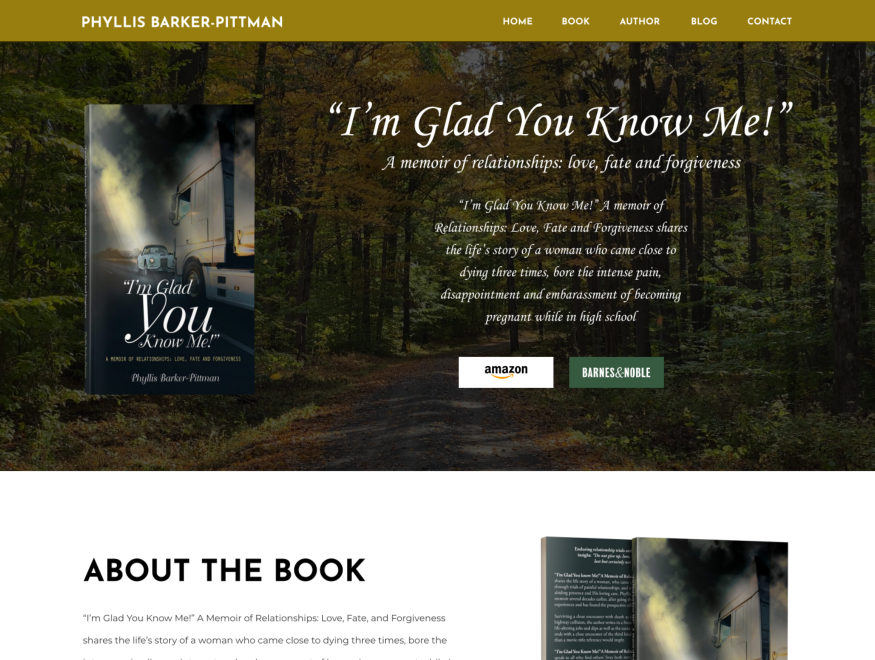 PHYLLIS BARKER-PITTMAN
HOME BOOK AUTHOR BLOG CONTACT
“I’m Glad You Know Me!”
A memoir of relationships: love, fate and forgiveness
“I’m Glad You Know Me!” A memoir of
Relationships: Love, Fate and Forgiveness shares
the life’s story of a woman who came close to
dying three times, bore the intense pain,
disappointment and embarassment of becoming
pregnant while in high school
amazon
BARNES&NOBLE
“I’m Glad
You
Know Me!”
A MEMOIR OF RELATIONSHIPS: LOVE, FATE AND FORGIVENESS
Phyllis Barker-Pittman
ABOUT THE BOOK
“I’m Glad You Know Me!” A Memoir of Relationships: Love, Fate, and Forgiveness
shares the life’s story of a woman who came close to dying three times, bore the